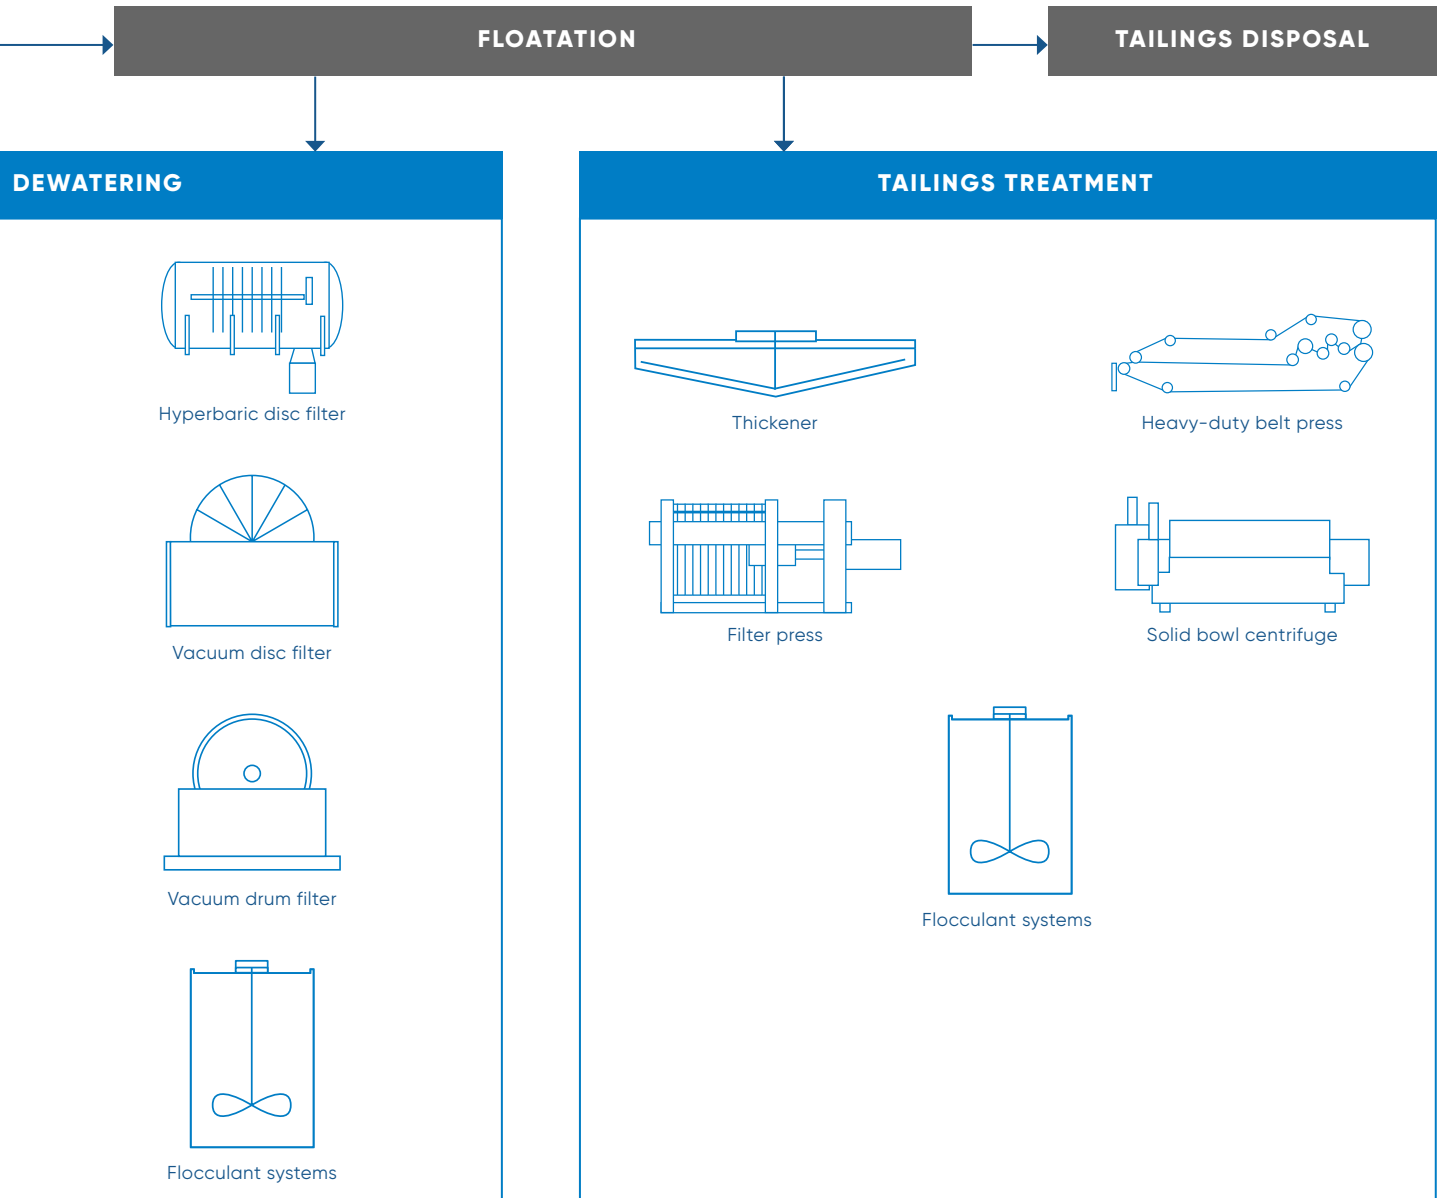 FLOATATION
TAILINGS DISPOSAL
DEWATERING
Hyperbaric disc filter
Vacuum disc filter
Vacuum drum filter
Flocculant systems
TAILINGS TREATMENT
Thickener
Heavy-duty belt press
Filter press
Solid bowl centrifuge
Flocculant systems